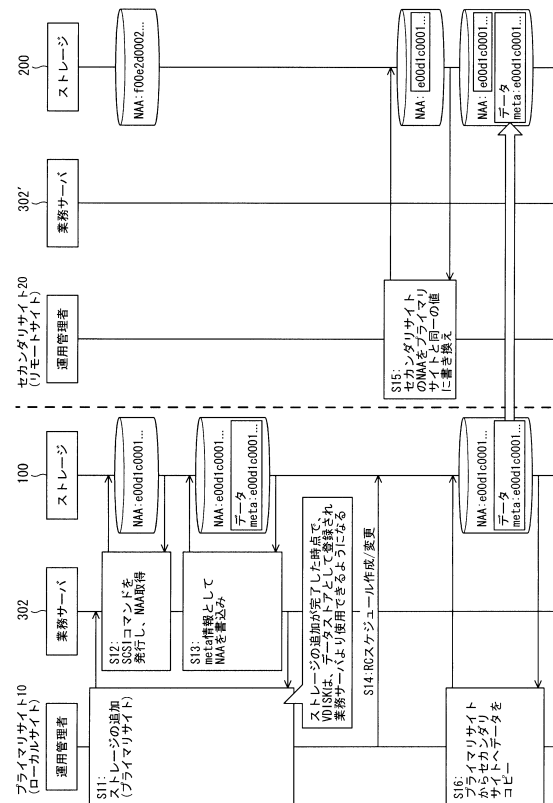 プライマリサイト10
(ローカルサイト)
運用管理者
302
業務サーバ
100
ストレージ
セカンダリサイト20
(リモートサイト)
運用管理者
302'
業務サーバ
200
ストレージ
S11:
ストレージの追加
(プライマリサイト)
S12:
SCSIコマンドを
発行し、NAA取得
NAA:e00d1c0001...
NAA:f00e2d0002...
S13:
meta情報として
NAAを書込み
NAA:e00d1c0001...
データ
meta:e00d1c0001...
ストレージの追加が完了した時点で、
VDISKは、データストアとして登録され
業務サーバより使用できるようになる
S14:RCスケジュール作成/変更
S15:
セカンダリサイト
のNAAをプライマリ
サイトと同一の値
に書き換え
NAA:e00d1c0001...
S16:
プライマリサイト
からセカンダリ
サイトへデータを
コピー
NAA:e00d1c0001...
データ
meta:e00d1c0001...
NAA:e00d1c0001...
データ
meta:e00d1c0001...